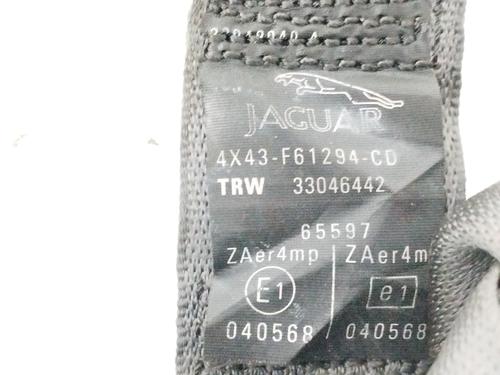 JAGUAR
4X43-F61294-CD
TRW 33046442
65597
ZAer4mp ZAer4m
E1 e1
040568 040568